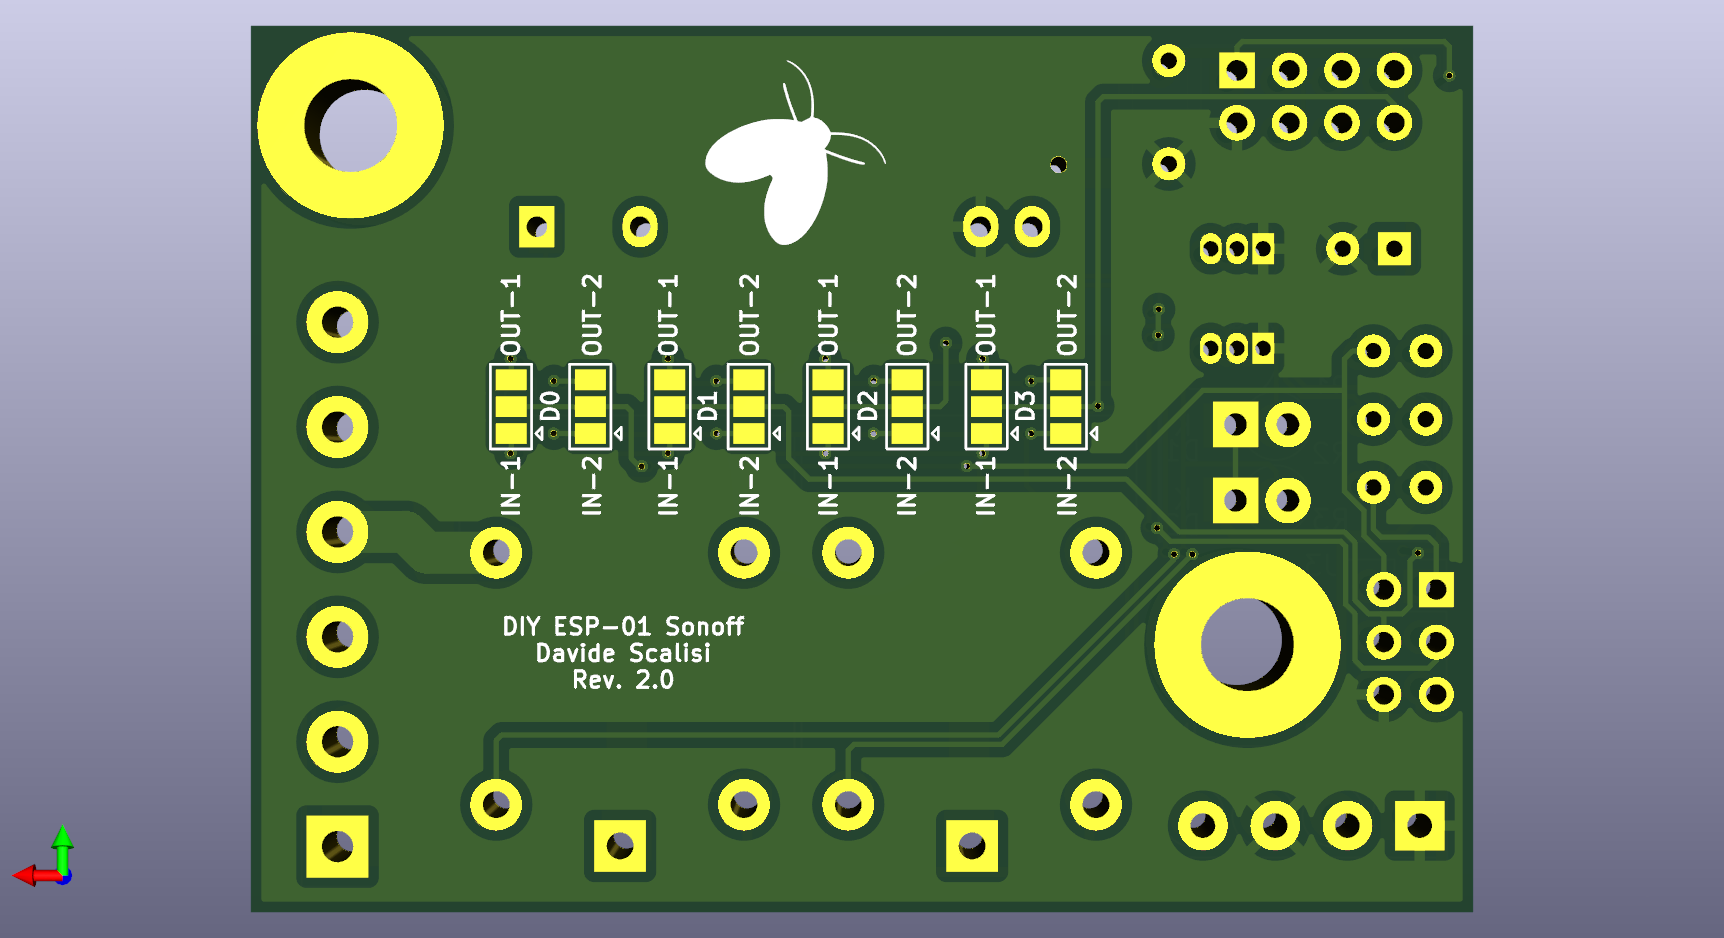 OUT-1 OUT-2 OUT-1 OUT-2 OUT-1 OUT-2 OUT-1 OUT-2
D0 D1 D2 D3
IN-1 IN-2 IN-1 IN-2 IN-1 IN-2 IN-1 IN-2
DIY ESP-01 Sonoff
Davide Scalisi
Rev. 2.0